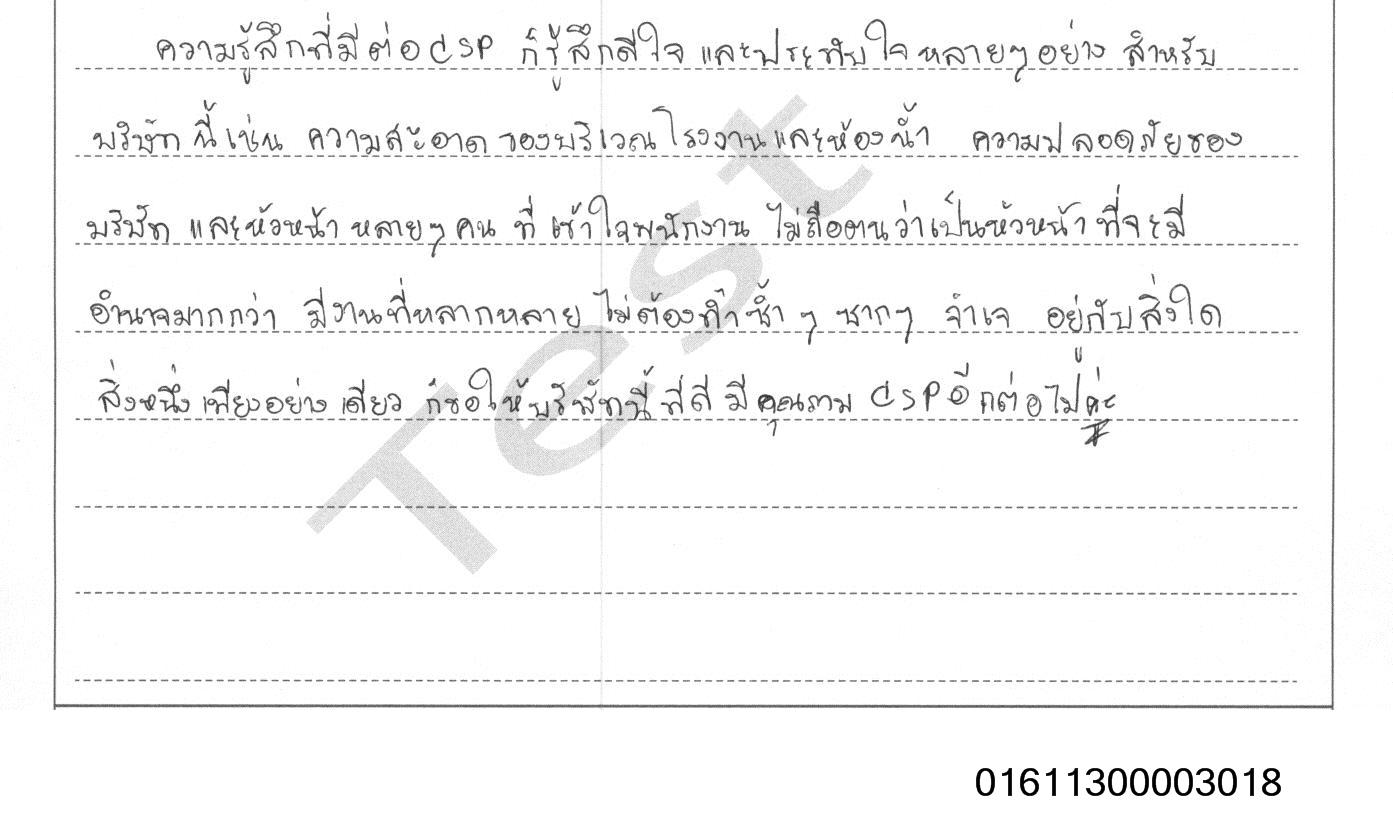 ความรู้สึกที่มีต่อ CSP ก็รู้สึกดีใจ และประทับใจ หลายๆอย่าง สำหรับ
บริษัทนี้เช่น ความสะอาด ของบริเวณโรงงานและห้องน้ำ ความปลอดภัยของ
บริษัท และหัวหน้า หลายๆ คน ที่ เข้าใจพนักงาน ไม่ถือตนว่าเป็นหัวหน้า ที่จะมี
อำนาจมากกว่า มีงานที่หลากหลาย ไม่ต้องทำซ้ำๆ ซากๆ จำเจ อยู่กับสิ่งใด
สิ่งหนึ่ง เพียงอย่าง เดียว ก็ขอให้บริษัทนี้ ที่ดี มีคุณภาพ CSP อีกต่อไปค่ะ
Test
01611300003018